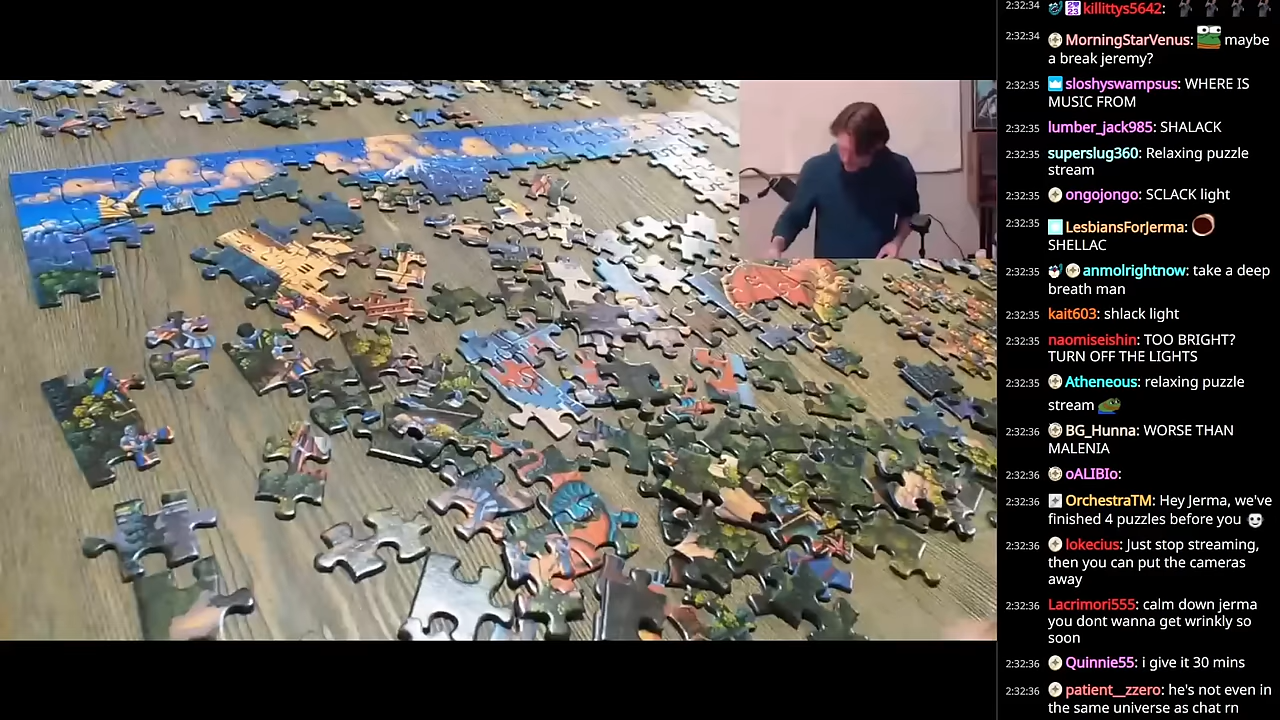 2:32:34 killittys5642:
2:32:34 MorningStarVenus: maybe
a break jeremy?
2:32:35 sloshyswampsus: WHERE IS
MUSIC FROM
2:32:35 lumber_jack985: SHALACK
2:32:35 superslug360: Relaxing puzzle
stream
2:32:35 ongojongo: SCLACK light
2:32:35 LesbiansForJerma:
SHELLAC
2:32:35 anmolrightnow: take a deep
breath man
2:32:35 kait603: shlack light
2:32:35 naomiseishin: TOO BRIGHT?
TURN OFF THE LIGHTS
2:32:35 Atheneous: relaxing puzzle
stream
2:32:36 BG_Hunna: WORSE THAN
MALENIA
2:32:36 oALIBIo:
2:32:36 OrchestraTM: Hey Jerma, we've
finished 4 puzzles before you
2:32:36 lokecius: Just stop streaming,
then you can put the cameras
away
2:32:36 Lacrimori555: calm down jerma
you dont wanna get wrinkly so
soon
2:32:36 Quinnie55: i give it 30 mins
2:32:36 patient__zzero: he's not even in
the same universe as chat rn